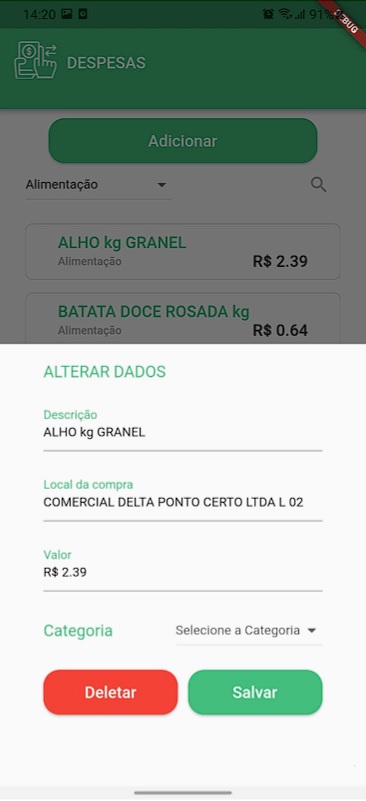 14:20 91%
DEBUG
DESPESAS
Adicionar
Alimentação
ALHO kg GRANEL
Alimentação
R$ 2.39
BATATA DOCE ROSADA kg
Alimentação
R$ 0.64
ALTERAR DADOS
Descrição
ALHO kg GRANEL
Local da compra
COMERCIAL DELTA PONTO CERTO LTDA L 02
Valor
R$ 2.39
Categoria Selecione a Categoria
Deletar Salvar